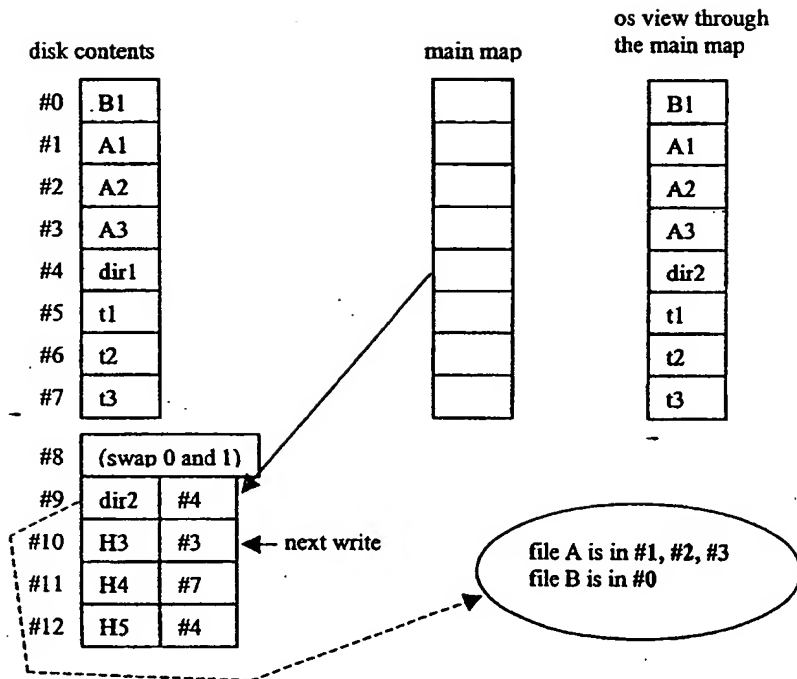 disk contents
main map
os view through
the main map
#0 B1 B1
#1 A1 A1
#2 A2 A2
#3 A3 A3
#4 dir1 dir2
#5 t1 t1
#6 t2 t2
#7 t3 t3
#8 (swap 0 and 1)
#9 dir2 #4
#10 H3 #3 next write
#11 H4 #7
#12 H5 #4
file A is in #1, #2, #3
file B is in #0